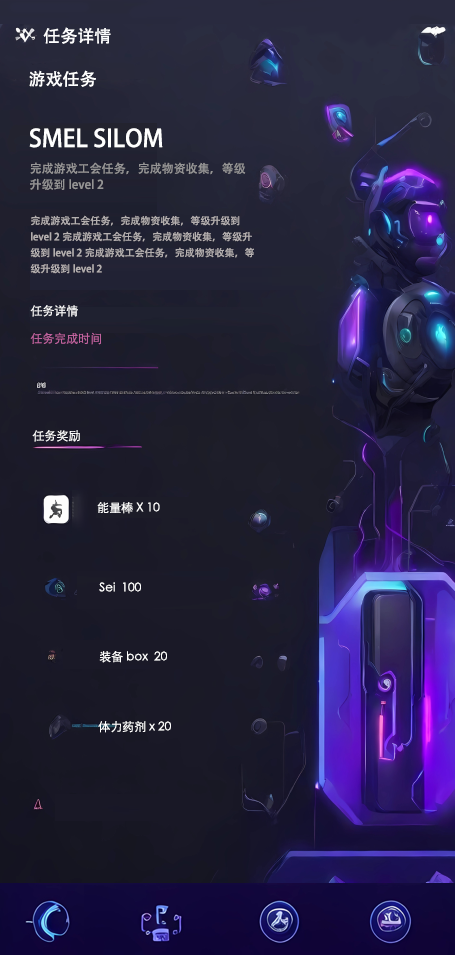 任务详情
游戏任务
SMEL SILOM
完成游戏工会任务，完成物资收集，等级
升级到 level 2
完成游戏工会任务，完成物资收集，等级升级到
level 2 完成游戏工会任务，完成物资收集，等级升
级到 level 2 完成游戏工会任务，完成物资收集，等
级升级到 level 2
任务详情
任务完成时间
任务奖励
能量棒 X 10
Sei 100
装备 box 20
体力药剂 x 20